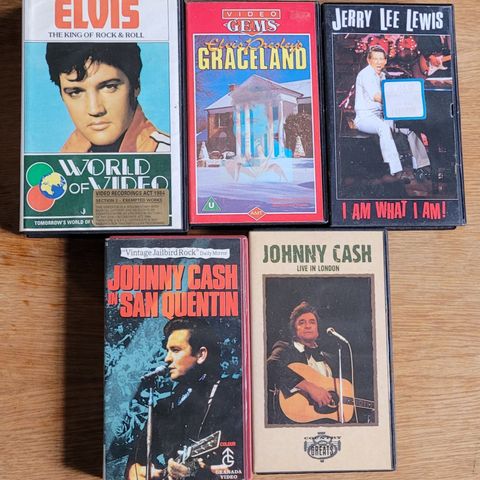 ELVIS
THE KING OF ROCK & ROLL
WORLD
OF VIDEO
VIDEO RECORDINGS ACT 1984
SECTION 2 - EXEMPTED WORKS
TOMORROW'S WORLD OF
VIDEO
GEMS
Elvis Presley's
GRACELAND
U
JERRY LEE LEWIS
I AM WHAT I AM!
"Vintage Jailbird Rock" Daily Mirror
JOHNNY CASH
IN
SAN QUENTIN
COLOUR
GRANADA
VIDEO
JOHNNY CASH
LIVE IN LONDON
COUNTRY
GREATS